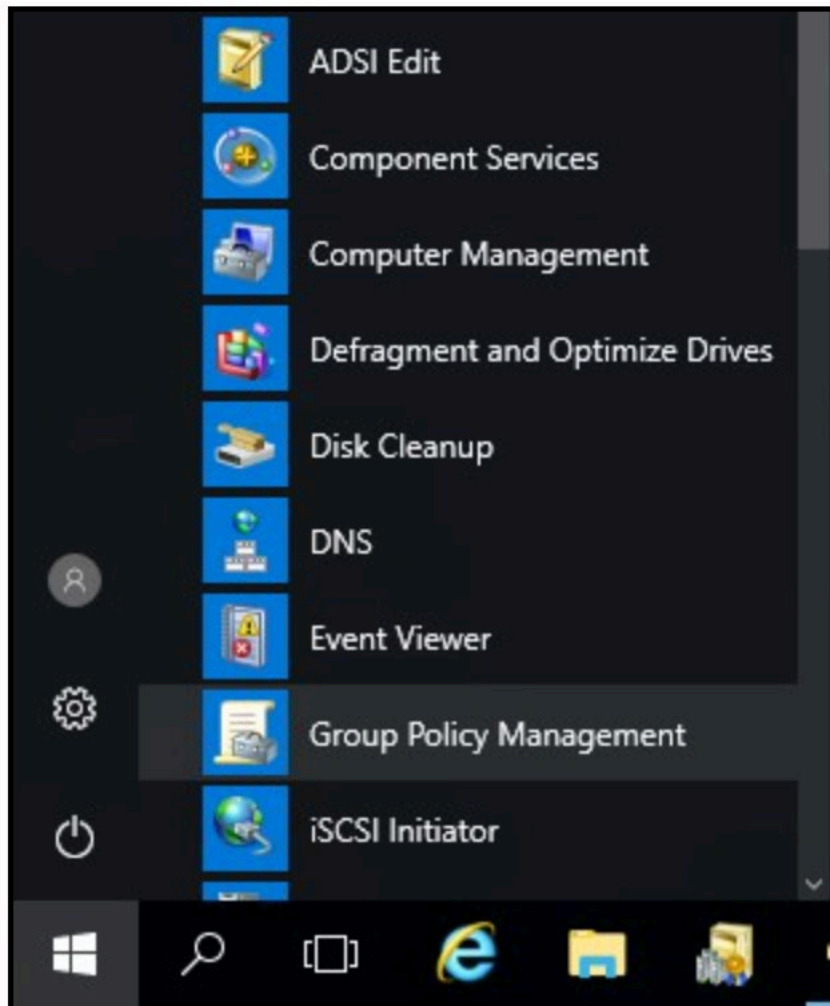 ADSI Edit
Component Services
Computer Management
Defragment and Optimize Drives
Disk Cleanup
DNS
Event Viewer
Group Policy Management
iSCSI Initiator